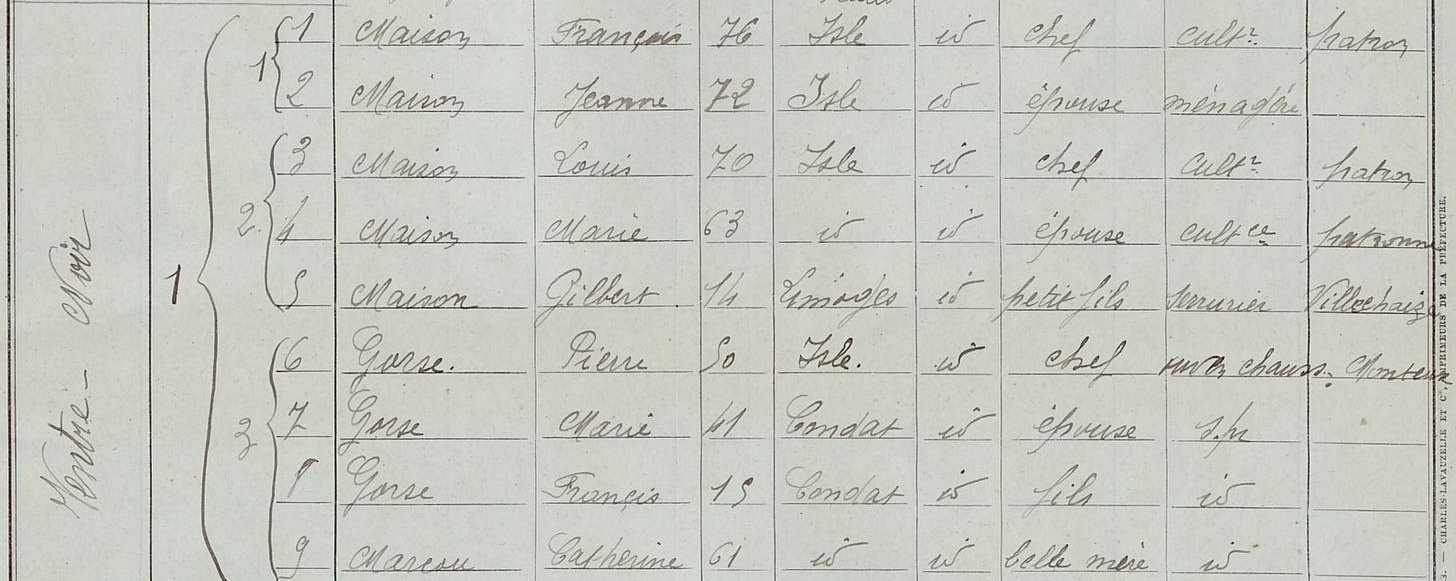 1 1 Maison François 76 Isle id chef cultr. patron
2 Maison Jeanne 72 Isle id épouse ménagère
2 3 Maison Louis 70 Isle id chef cultr. patron
4 Maison Marie 63 id id épouse cultce patronne
1 5 Maison Gilbert. 14 Limoges id petit fils serrurier Villechaize
3 6 Gorse. Pierre 50 Isle. id chef chauss. Monteux
7 Gorse Marie 41 Condat id épouse s.pr
8 Gorse François 15 Condat id fils id
9 Marcou Catherine 61 id id belle mère id
Ventre-Noir
CHARLES-LAVAUZELLE ET Cie, IMPRIMEURS DE LA PRÉFECTURE.